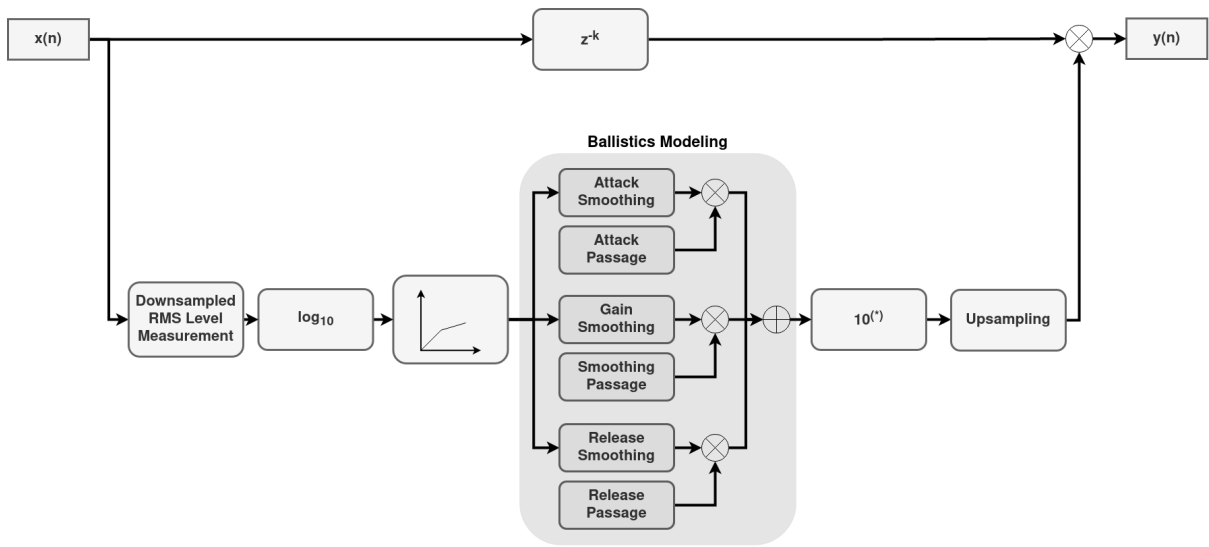 x(n)
z-k
y(n)
Ballistics Modeling
Attack
Smoothing
Attack
Passage
Downsampled
RMS Level
Measurement
log10
Gain
Smoothing
Smoothing
Passage
10(*)
Upsampling
Release
Smoothing
Release
Passage